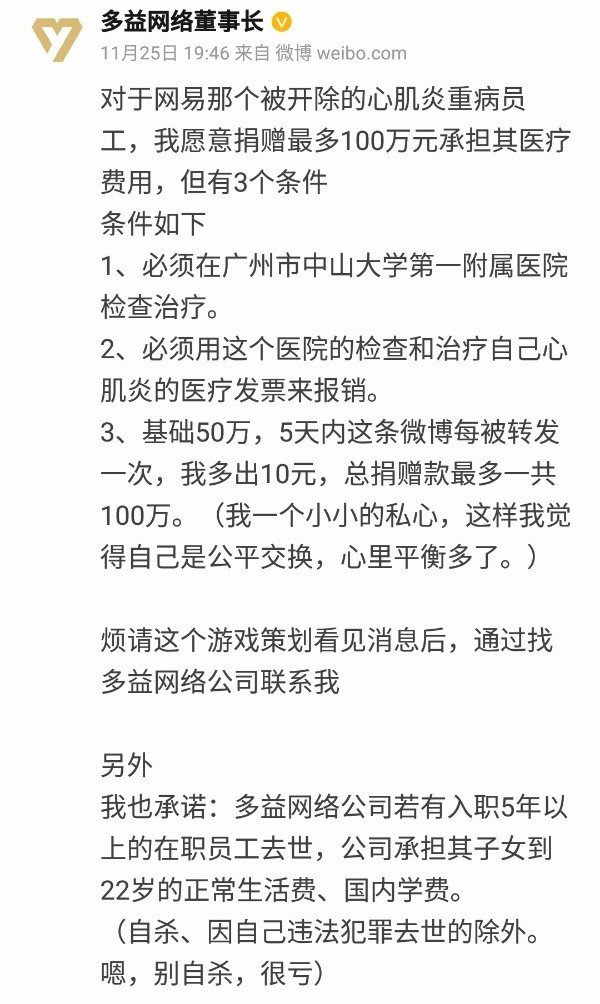 多益网络董事长
11月25日 19:46 来自 微博 weibo.com
对于网易那个被开除的心肌炎重病员
工，我愿意捐赠最多100万元承担其医疗
费用，但有3个条件
条件如下
1、必须在广州市中山大学第一附属医院
检查治疗。
2、必须用这个医院的检查和治疗自己心
肌炎的医疗发票来报销。
3、基础50万，5天内这条微博每被转发
一次，我多出10元，总捐赠款最多一共
100万。（我一个小小的私心，这样我觉
得自己是公平交换，心里平衡多了。）
烦请这个游戏策划看见消息后，通过找
多益网络公司联系我
另外
我也承诺：多益网络公司若有入职5年以
上的在职员工去世，公司承担其子女到
22岁的正常生活费、国内学费。
（自杀、因自己违法犯罪去世的除外。
嗯，别自杀，很亏）